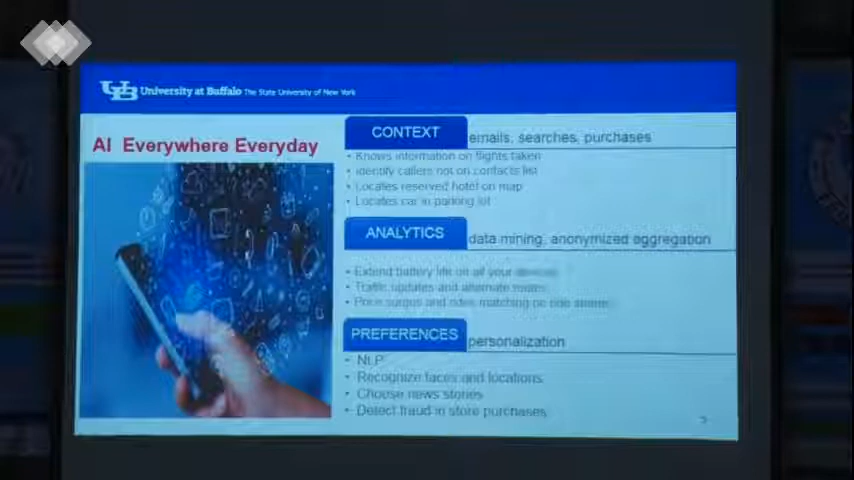 UB University at Buffalo The State University of New York
AI Everywhere Everyday
CONTEXT emails, searches, purchases
• Knows information on flights taken
• Identify callers not on contacts list
• Locates reserved hotel on map
• Locates car in parking lot
ANALYTICS data mining, anonymized aggregation
• Extend battery life on all your devices
• Traffic updates and alternate routes
• Price surges and rides matching on ride
PREFERENCES personalization
• NLP
• Recognize faces and locations
• Choose news stories
• Detect fraud in store purchases